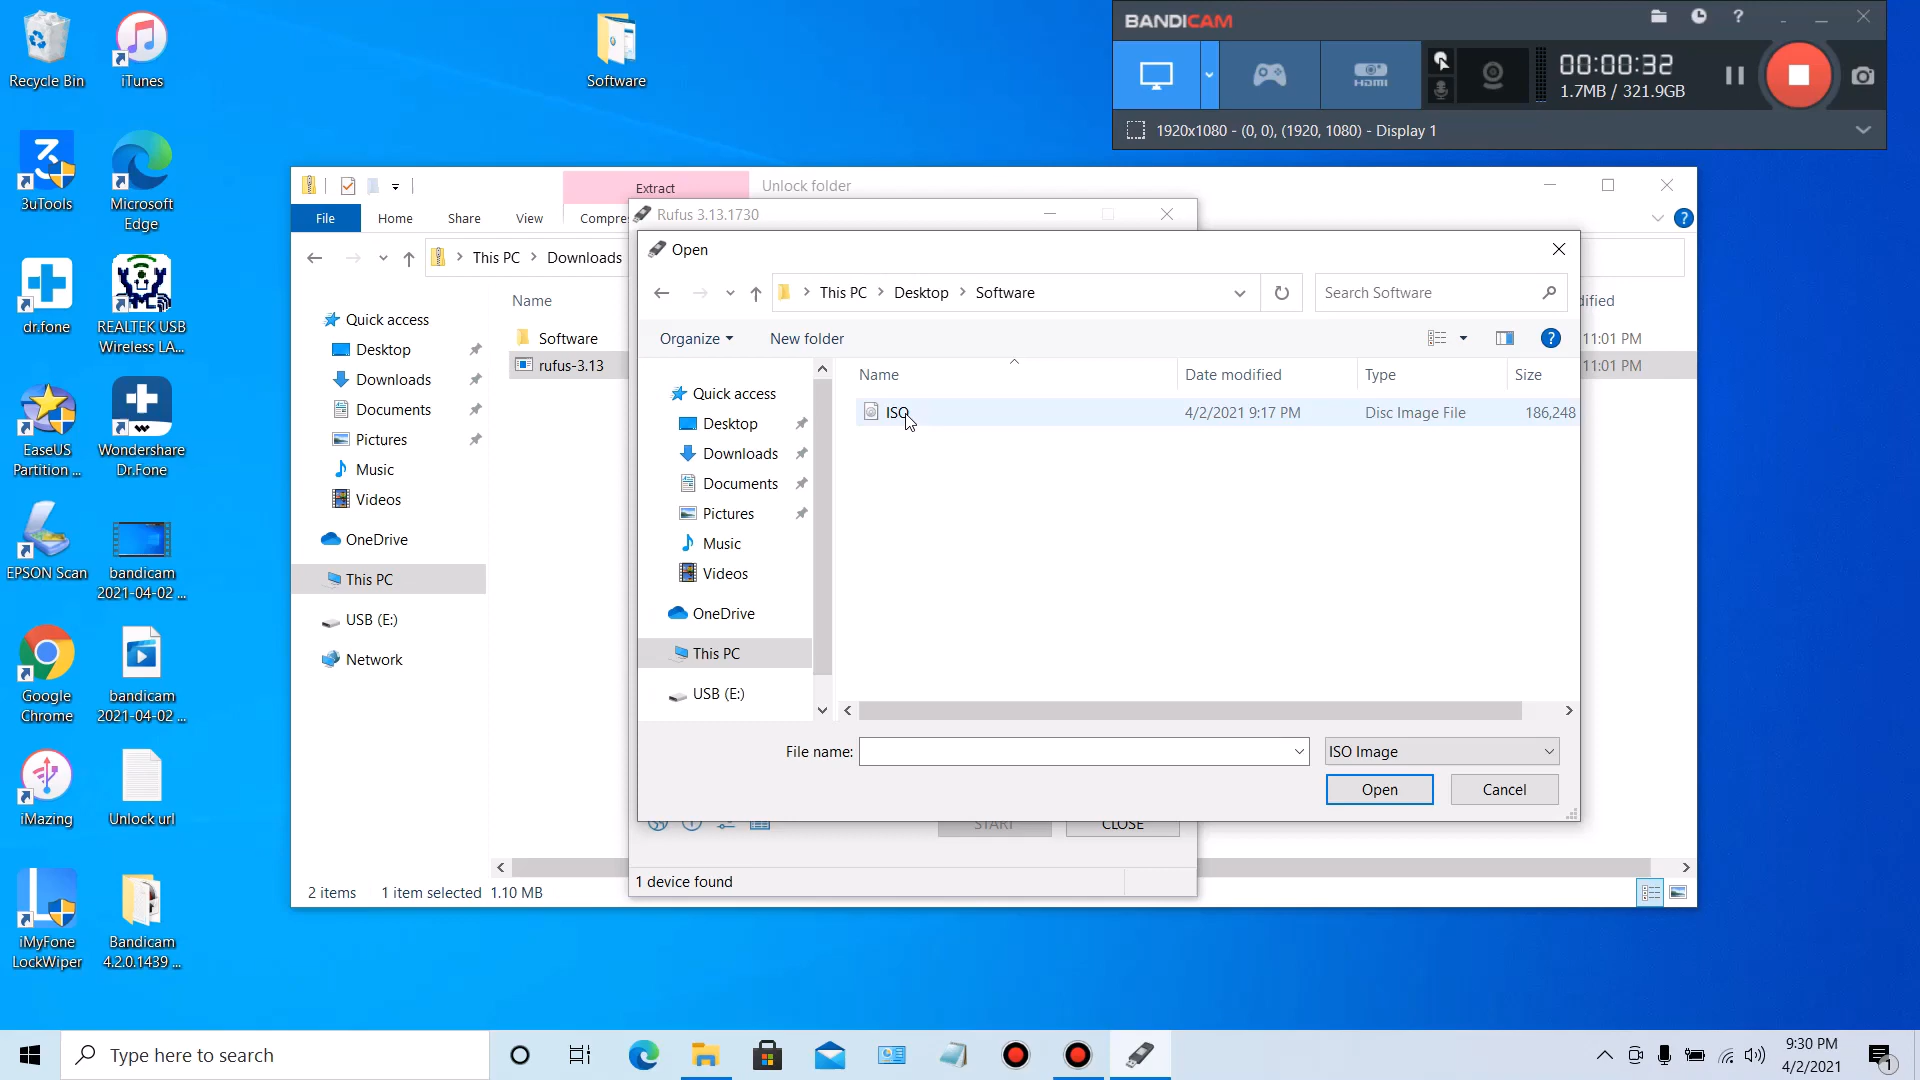 Recycle Bin
iTunes
Software
3uTools
Microsoft
Edge
dr.fone
REALTEK USB
Wireless LA...
EaseUS
Partition ...
Wondershare
Dr.Fone
EPSON Scan
bandicam
2021-04-02 ...
Google
Chrome
bandicam
2021-04-02 ...
iMazing
Unlock url
iMyFone
LockWiper
Bandicam
4.2.0.1439 ...
BANDICAM
HDMI
00:00:32
1.7MB / 321.9GB
1920x1080 - (0, 0), (1920, 1080) - Display 1
Extract
Unlock folder
File
Home
Share
View
Compre
This PC
Downloads
Name
ified
Quick access
Desktop
Downloads
Documents
Pictures
Music
Videos
OneDrive
This PC
USB (E:)
Network
Software
11:01 PM
rufus-3.13
11:01 PM
2 items
1 item selected 1.10 MB
Rufus 3.13.1730
Open
This PC
Desktop
Software
Search Software
Organize
New folder
Name
Date modified
Type
Size
ISO
4/2/2021 9:17 PM
Disc Image File
186,248
Quick access
Desktop
Downloads
Documents
Pictures
Music
Videos
OneDrive
This PC
USB (E:)
File name:
ISO Image
Open
Cancel
START
CLOSE
1 device found
Type here to search
9:30 PM
4/2/2021
1